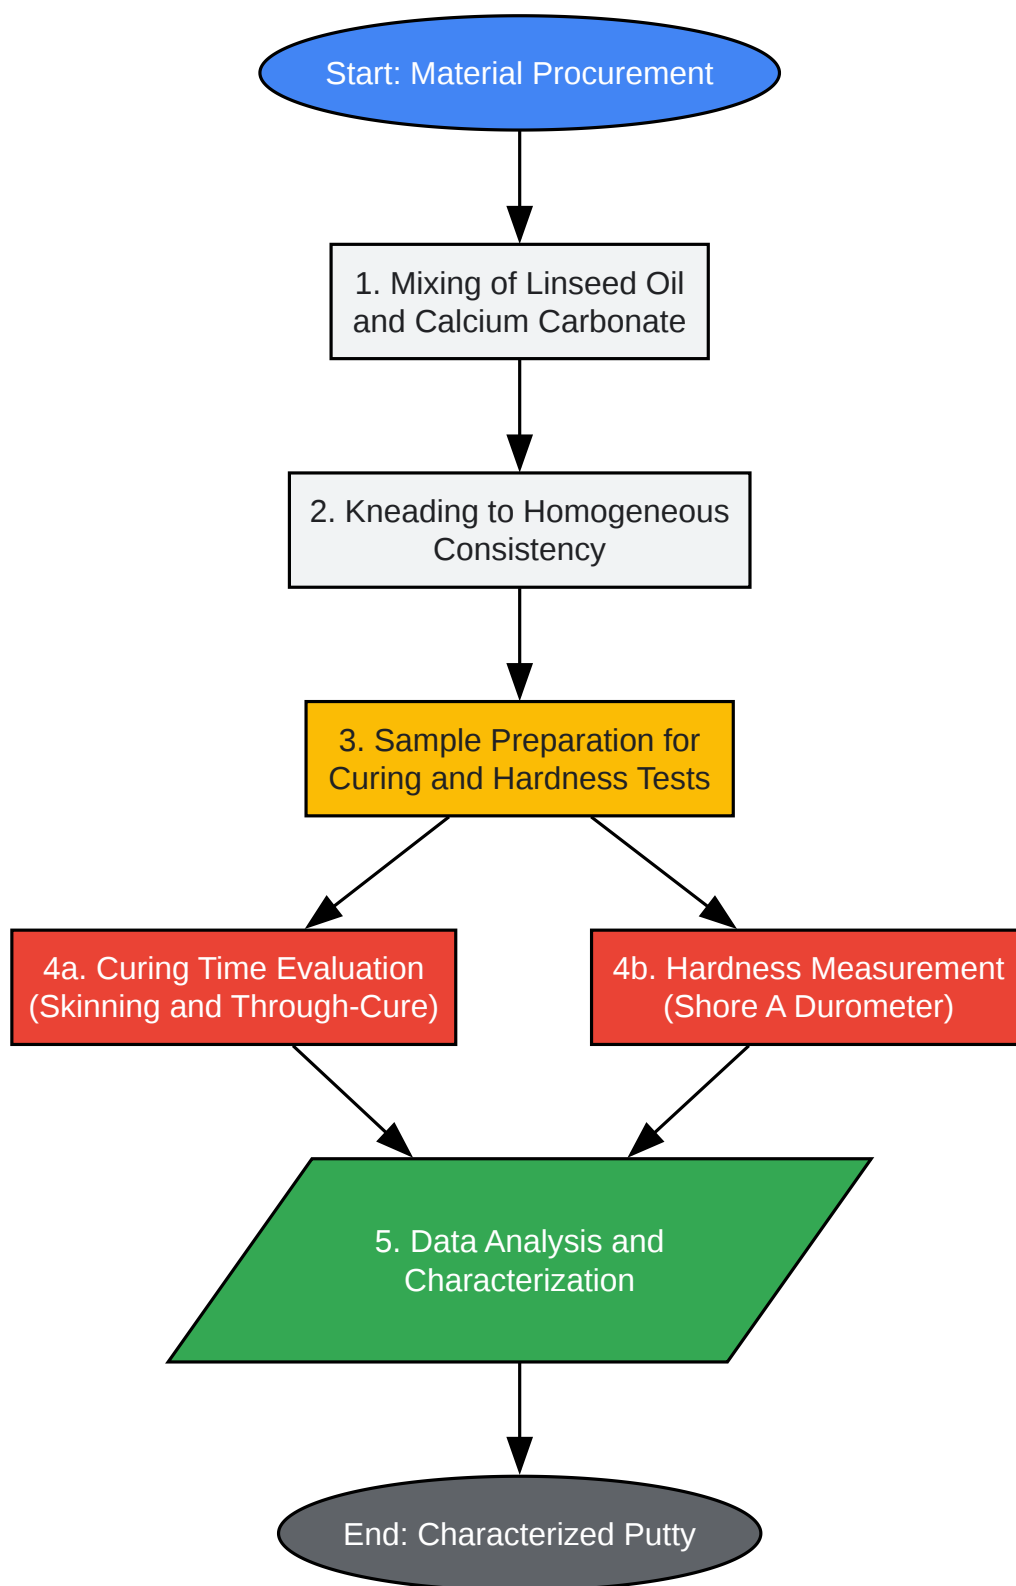 Start: Material Procurement
1. Mixing of Linseed Oil
and Calcium Carbonate
2. Kneading to Homogeneous
Consistency
3. Sample Preparation for
Curing and Hardness Tests
4a. Curing Time Evaluation
(Skinning and Through-Cure)
4b. Hardness Measurement
(Shore A Durometer)
5. Data Analysis and
Characterization
End: Characterized Putty